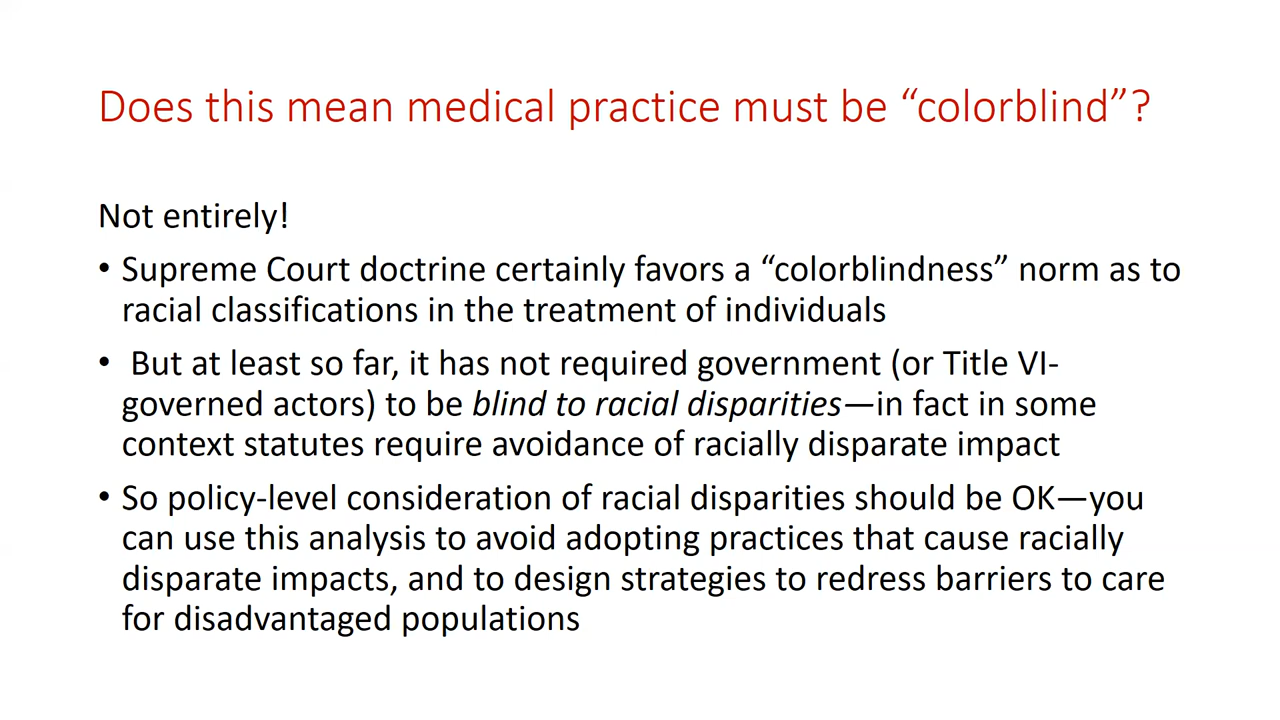 Does this mean medical practice must be “colorblind”?
Not entirely!
• Supreme Court doctrine certainly favors a “colorblindness” norm as to
racial classifications in the treatment of individuals
• But at least so far, it has not required government (or Title VI-
governed actors) to be blind to racial disparities—in fact in some
context statutes require avoidance of racially disparate impact
• So policy-level consideration of racial disparities should be OK—you
can use this analysis to avoid adopting practices that cause racially
disparate impacts, and to design strategies to redress barriers to care
for disadvantaged populations